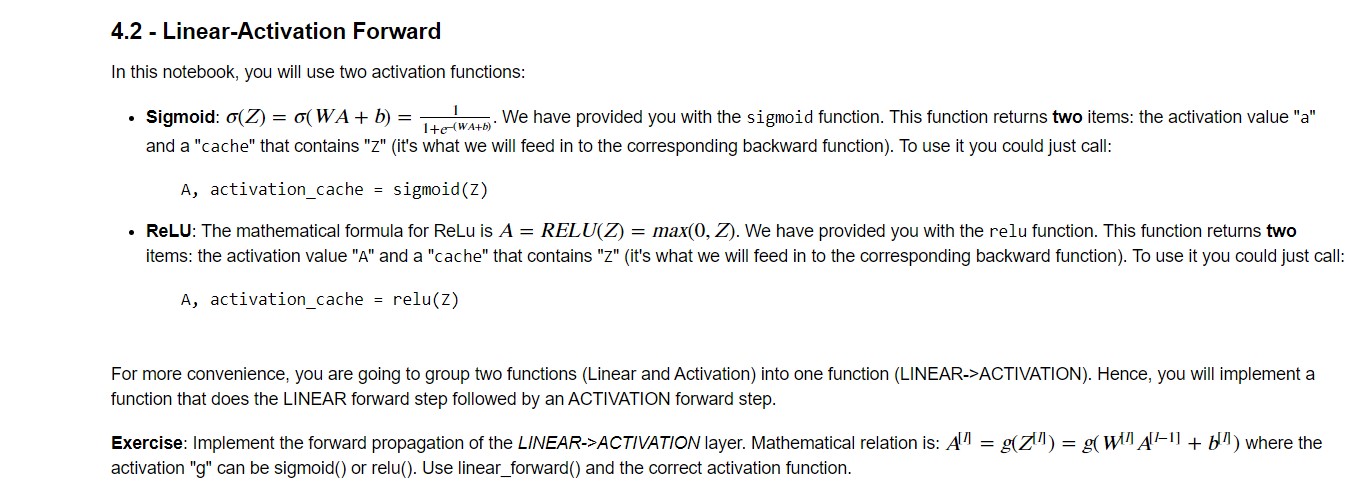 4.2 - Linear-Activation Forward
In this notebook, you will use two activation functions:
• Sigmoid: σ(Z) = σ(WA + b) = 1/(1+e^−(WA+b)). We have provided you with the sigmoid function. This function returns two items: the activation value "a"
and a "cache" that contains "Z" (it's what we will feed in to the corresponding backward function). To use it you could just call:
A, activation_cache = sigmoid(Z)
• ReLU: The mathematical formula for ReLu is A = RELU(Z) = max(0, Z). We have provided you with the relu function. This function returns two
items: the activation value "A" and a "cache" that contains "Z" (it's what we will feed in to the corresponding backward function). To use it you could just call:
A, activation_cache = relu(Z)
For more convenience, you are going to group two functions (Linear and Activation) into one function (LINEAR->ACTIVATION). Hence, you will implement a
function that does the LINEAR forward step followed by an ACTIVATION forward step.
Exercise: Implement the forward propagation of the LINEAR->ACTIVATION layer. Mathematical relation is: A^[l] = g(Z^[l]) = g(W^[l] A^[l−1] + b^[l]) where the
activation "g" can be sigmoid() or relu(). Use linear_forward() and the correct activation function.